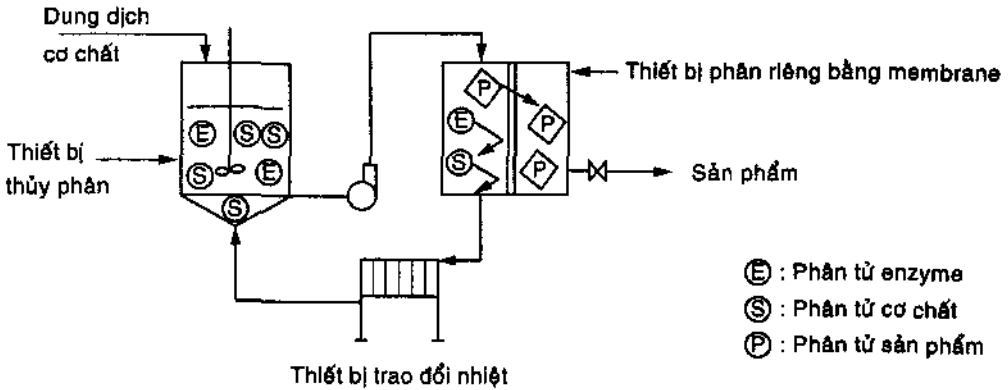 Dung dịch
cơ chất
Thiết bị phân riêng bằng membrane
P
E S S
E
P
Thiết bị
thủy phân
S E
S
P
S
Sản phẩm
E : Phân tử enzyme
S : Phân tử cơ chất
P : Phân tử sản phẩm
Thiết bị trao đổi nhiệt